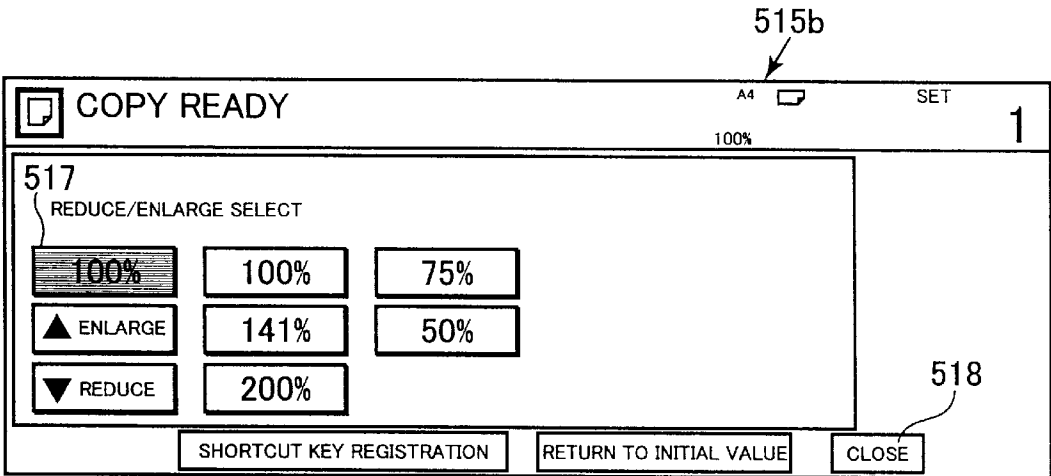 515b
COPY READY
A4
SET
100%
1
517
REDUCE/ENLARGE SELECT
100% 100% 75%
▲ ENLARGE 141% 50%
▼ REDUCE 200%
518
SHORTCUT KEY REGISTRATION RETURN TO INITIAL VALUE CLOSE